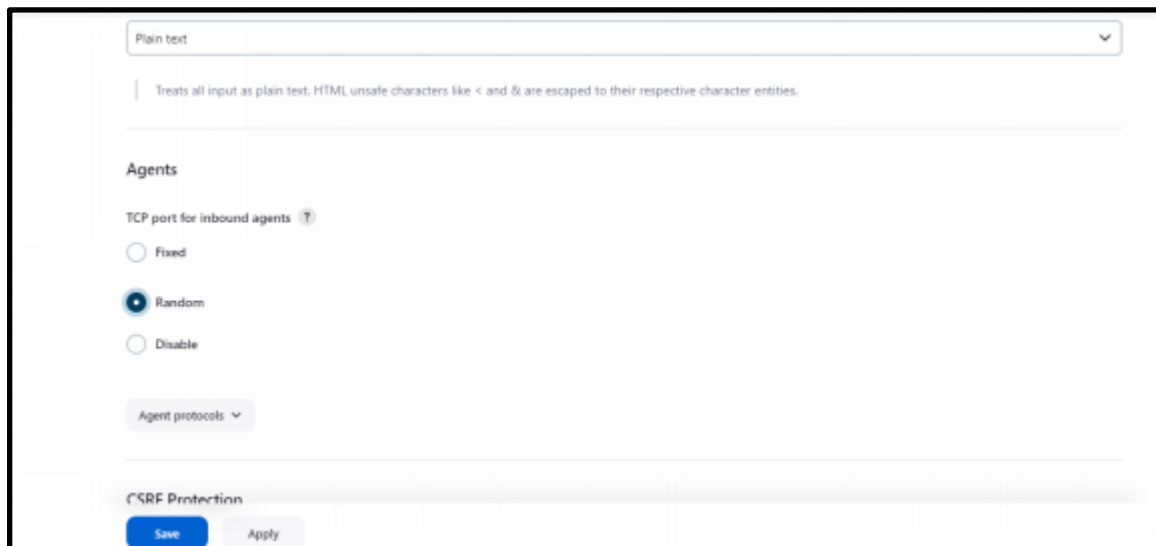 Plain text
Treats all input as plain text. HTML unsafe characters like < and & are escaped to their respective character entities.
Agents
TCP port for inbound agents ?
Fixed
Random
Disable
Agent protocols
CSRF Protection
Save Apply